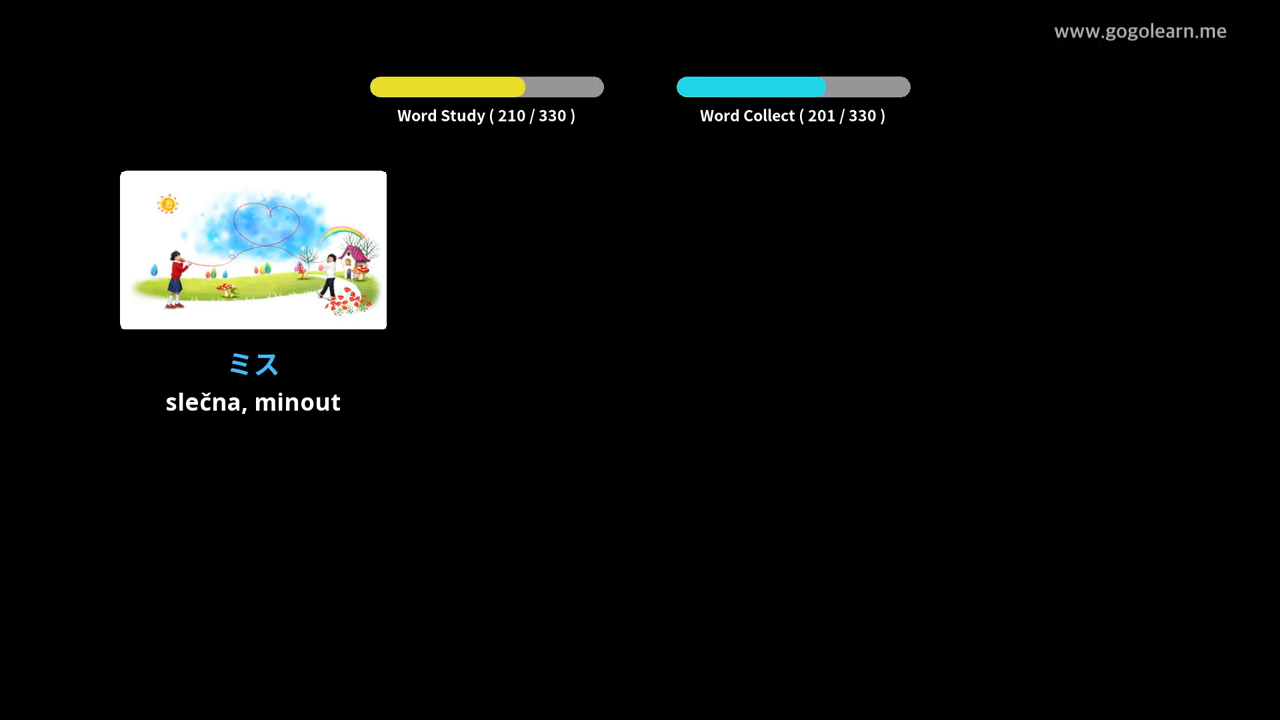 www.gogolearn.me
Word Study ( 210 / 330 )
Word Collect ( 201 / 330 )
ミス
slečna, minout